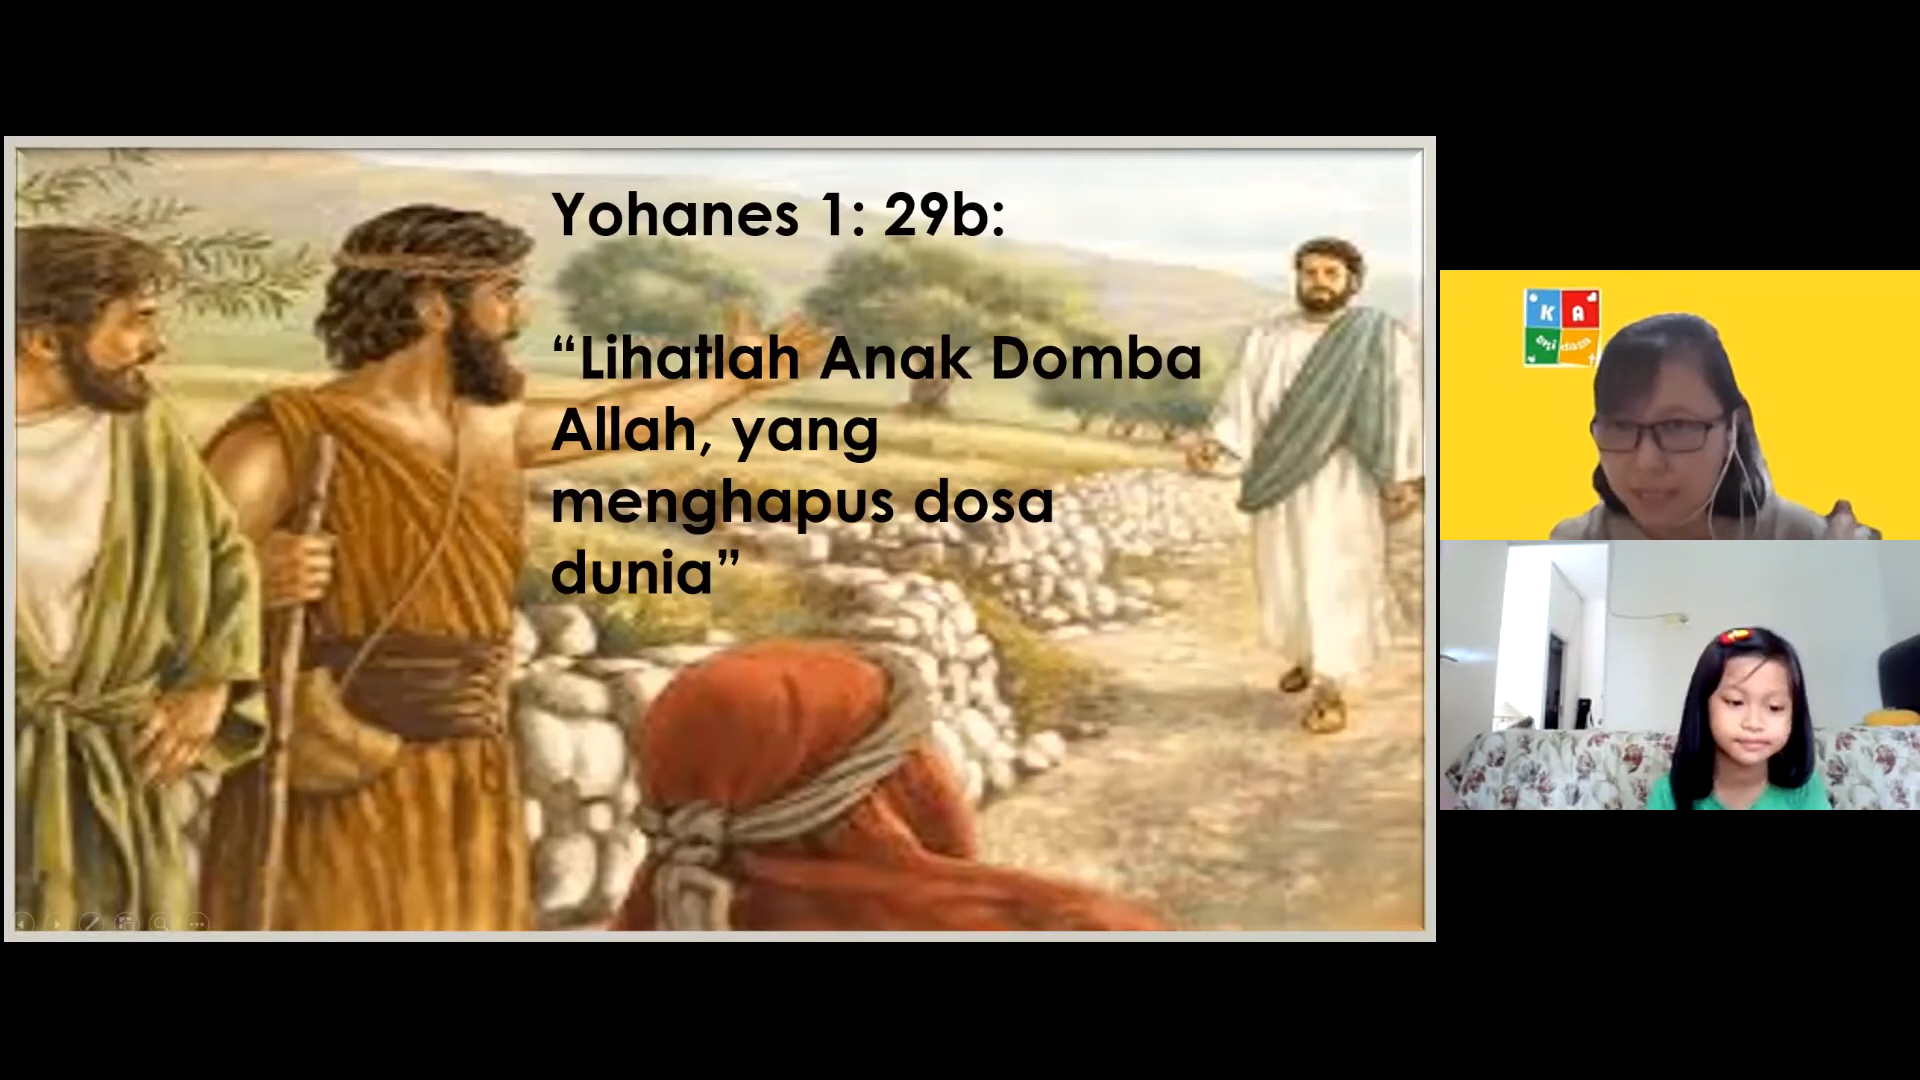 Yohanes 1: 29b:
“Lihatlah Anak Domba
Allah, yang
menghapus dosa
dunia”
K A